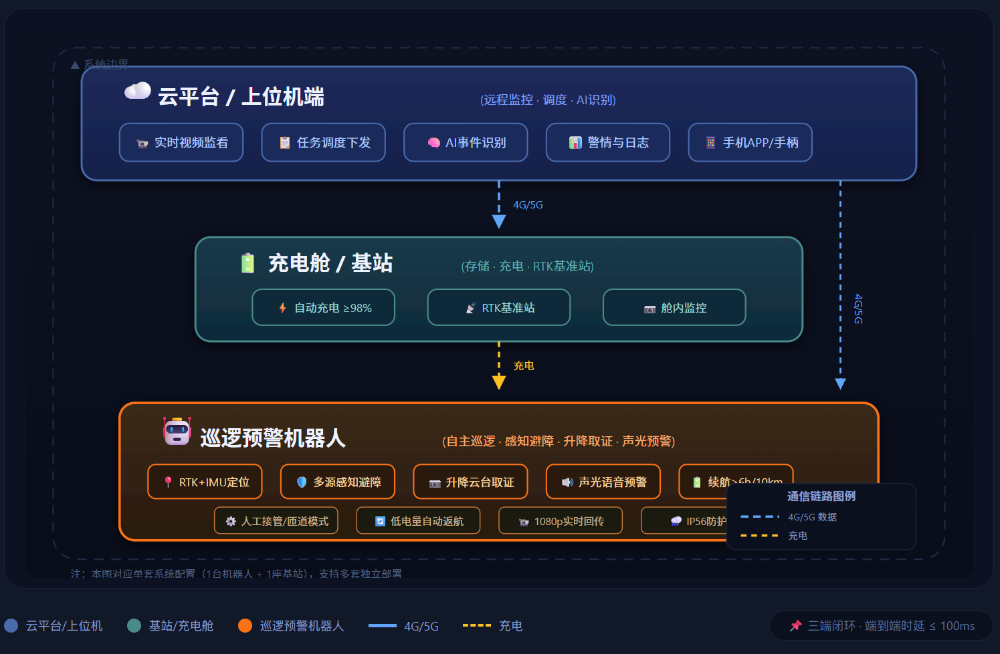 ▲ 系统边界
云平台 / 上位机端
(远程监控 · 调度 · AI识别)
实时视频监看
任务调度下发
AI事件识别
警情与日志
手机APP/手柄
4G/5G
4G/5G
充电舱 / 基站
(存储 · 充电 · RTK基准站)
自动充电 ≥98%
RTK基准站
舱内监控
充电
巡逻预警机器人
(自主巡逻 · 感知避障 · 升降取证 · 声光预警)
RTK+IMU定位
多源感知避障
升降云台取证
声光语音预警
续航>6h/10km
人工接管/匝道模式
低电量自动返航
1080p实时回传
IP56防护
通信链路图例
4G/5G 数据
充电
注：本图对应单套系统配置（1台机器人 + 1座基站），支持多套独立部署
云平台/上位机
基站/充电舱
巡逻预警机器人
4G/5G
充电
三端闭环 · 端到端时延 ≤ 100ms